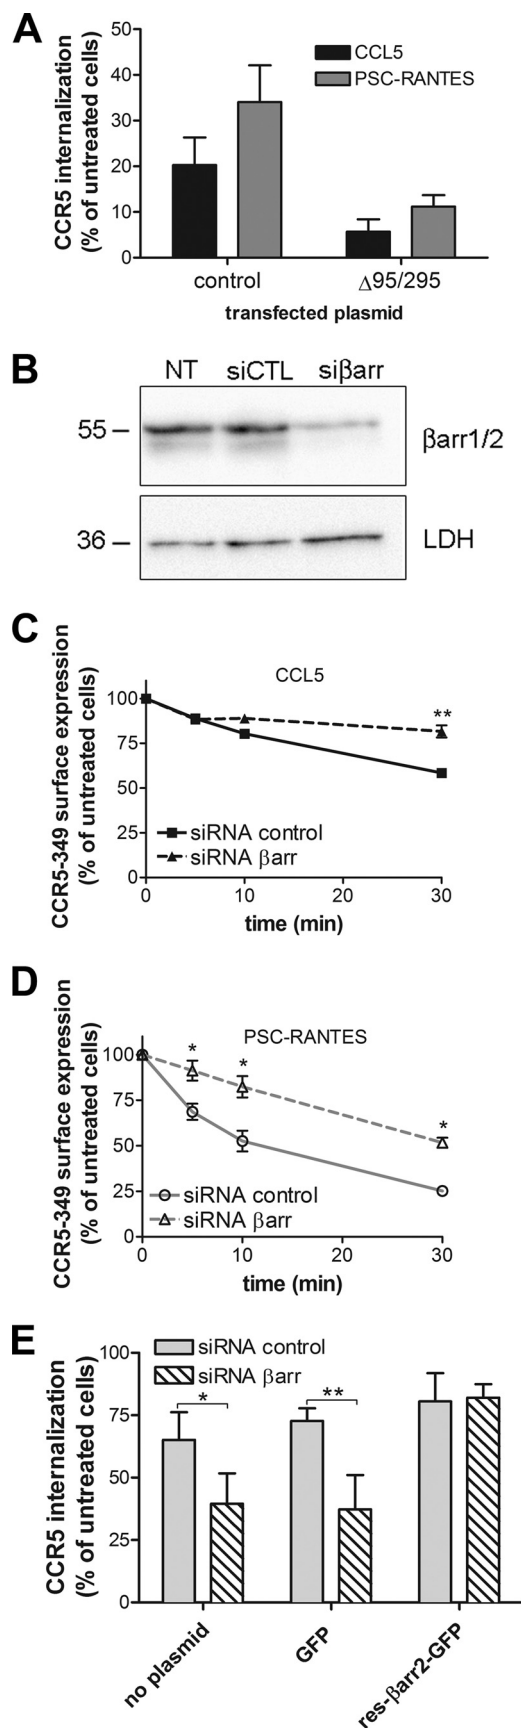 A
CCR5 internalization
(% of untreated cells)
50
40
30
20
10
0
CCL5
PSC-RANTES
control
Δ95/295
transfected plasmid
B
NT siCTL siβarr
55
βarr1/2
36
LDH
C
CCL5
CCR5-349 surface expression
(% of untreated cells)
100
75
50
25
0
**
siRNA control
siRNA βarr
0 10 20 30
time (min)
D
PSC-RANTES
CCR5-349 surface expression
(% of untreated cells)
100
75
50
25
0
* * *
siRNA control
siRNA βarr
0 10 20 30
time (min)
E
CCR5 internalization
(% of untreated cells)
100
75
50
25
0
siRNA control
siRNA βarr
* **
no plasmid
GFP
res-βarr2-GFP